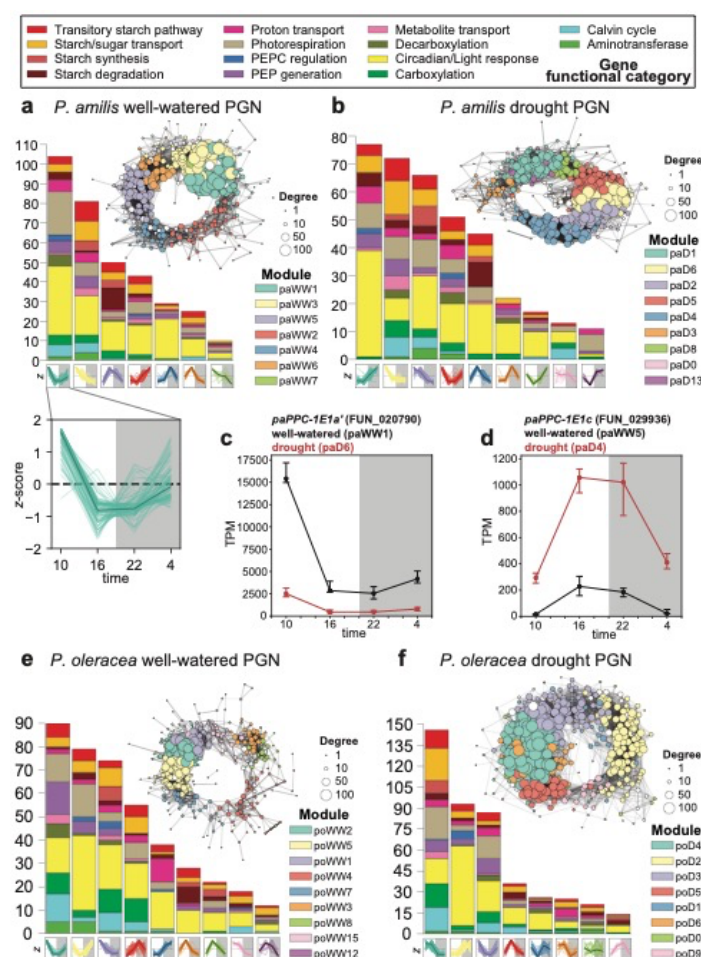 Transitory starch pathway
Starch/sugar transport
Starch synthesis
Starch degradation
Proton transport
Photorespiration
PEPC regulation
PEP generation
Metabolite transport
Decarboxylation
Circadian/Light response
Carboxylation
Calvin cycle
Aminotransferase
Gene
functional category
a P. amilis well-watered PGN
110
100
90
80
70
60
50
40
30
20
10
0
z
Degree
1
10
50
100
Module
paWW1
paWW3
paWW5
paWW2
paWW4
paWW6
paWW7
b P. amilis drought PGN
80
70
60
50
40
30
20
10
0
z
Degree
1
10
50
100
Module
paD1
paD6
paD2
paD5
paD4
paD3
paD8
paD0
paD13
z-score
2
1
0
−1
−2
10 16 22 4
time
c paPPC-1E1a' (FUN_020790)
well-watered (paWW1)
drought (paD6)
TPM
17500
15000
12500
10000
7500
5000
2500
0
10 16 22 4
time
d paPPC-1E1c (FUN_029936)
well-watered (paWW5)
drought (paD4)
TPM
1200
1000
800
600
400
200
0
10 16 22 4
time
e P. oleracea well-watered PGN
90
80
70
60
50
40
30
20
10
0
z
Degree
1
10
50
100
Module
poWW2
poWW5
poWW1
poWW4
poWW7
poWW3
poWW8
poWW15
poWW12
f P. oleracea drought PGN
150
135
120
105
90
75
60
45
30
15
0
z
Degree
1
10
50
100
Module
poD4
poD2
poD3
poD5
poD1
poD6
poD0
poD9